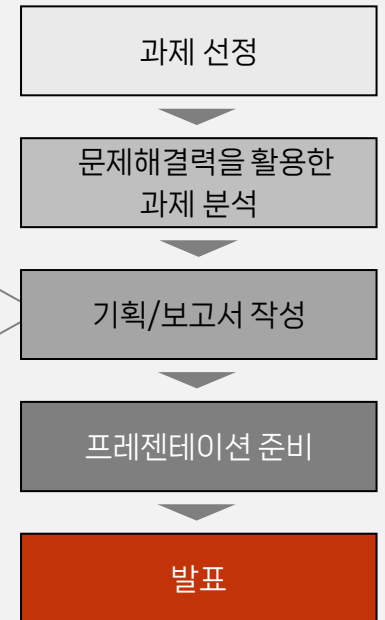 과제 선정
문제해결력을 활용한
과제 분석
기획/보고서 작성
프레젠테이션 준비
발표